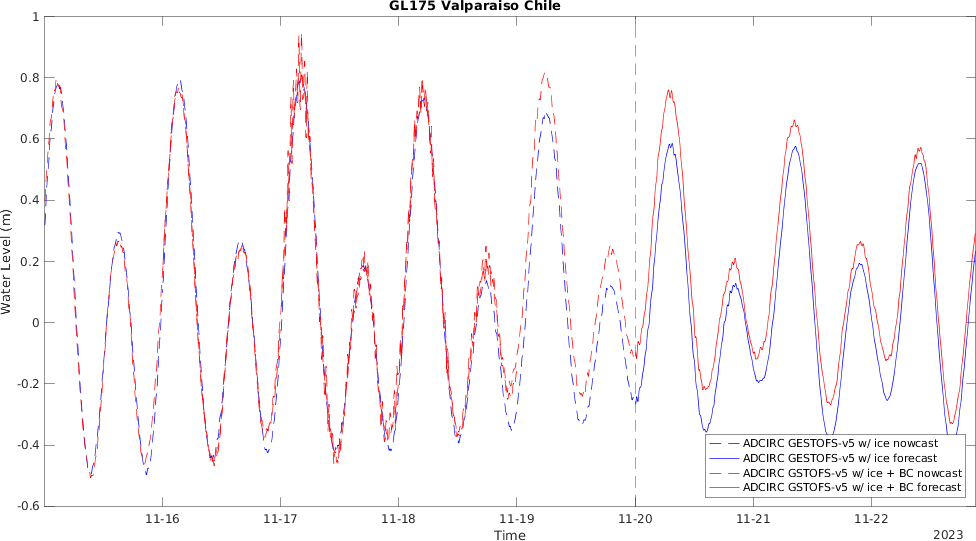 GL175 Valparaiso Chile
1
0.8
0.6
0.4
0.2
0
-0.2
-0.4
-0.6
Water Level (m)
11-16
11-17
11-18
11-19
11-20
11-21
11-22
Time
2023
ADCIRC GESTOFS-v5 w/ ice nowcast
ADCIRC GESTOFS-v5 w/ ice forecast
ADCIRC GSTOFS-v5 w/ ice + BC nowcast
ADCIRC GSTOFS-v5 w/ ice + BC forecast